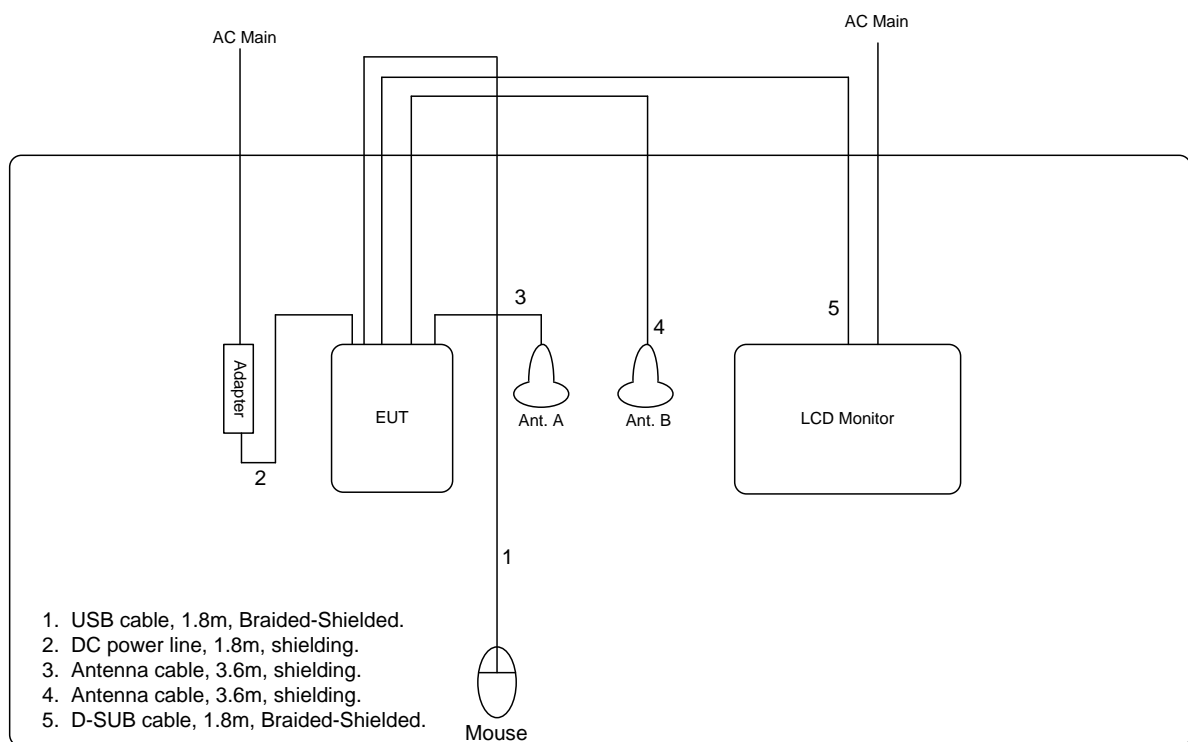 AC Main
AC Main
3
5
4
Adapter
EUT
Ant. A
Ant. B
LCD Monitor
2
1
1. USB cable, 1.8m, Braided-Shielded.
2. DC power line, 1.8m, shielding.
3. Antenna cable, 3.6m, shielding.
4. Antenna cable, 3.6m, shielding.
5. D-SUB cable, 1.8m, Braided-Shielded.
Mouse